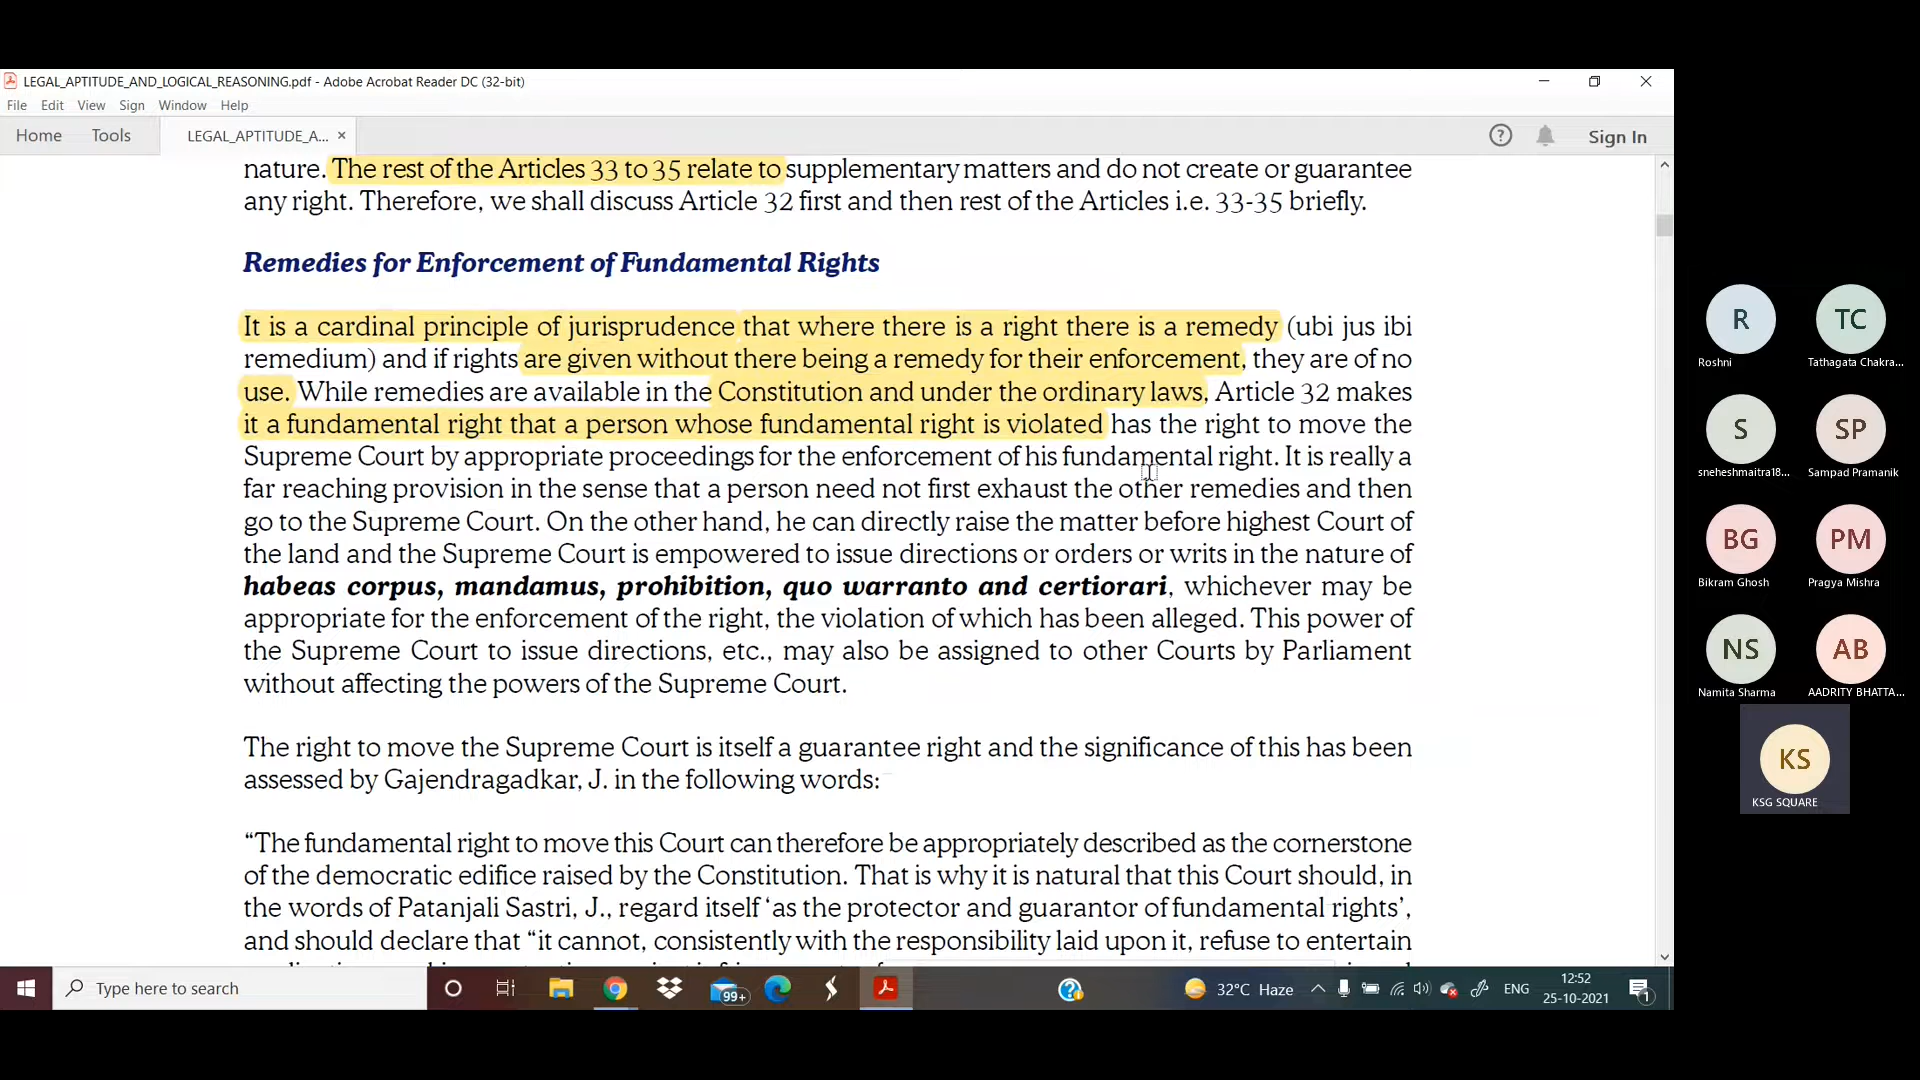 LEGAL_APTITUDE_AND_LOGICAL_REASONING.pdf - Adobe Acrobat Reader DC (32-bit)
File Edit View Sign Window Help
Home Tools LEGAL_APTITUDE_A... × Sign In
nature. The rest of the Articles 33 to 35 relate to supplementary matters and do not create or guarantee
any right. Therefore, we shall discuss Article 32 first and then rest of the Articles i.e. 33-35 briefly.
Remedies for Enforcement of Fundamental Rights
It is a cardinal principle of jurisprudence that where there is a right there is a remedy (ubi jus ibi
remedium) and if rights are given without there being a remedy for their enforcement, they are of no
use. While remedies are available in the Constitution and under the ordinary laws, Article 32 makes
it a fundamental right that a person whose fundamental right is violated has the right to move the
Supreme Court by appropriate proceedings for the enforcement of his fundamental right. It is really a
far reaching provision in the sense that a person need not first exhaust the other remedies and then
go to the Supreme Court. On the other hand, he can directly raise the matter before highest Court of
the land and the Supreme Court is empowered to issue directions or orders or writs in the nature of
habeas corpus, mandamus, prohibition, quo warranto and certiorari, whichever may be
appropriate for the enforcement of the right, the violation of which has been alleged. This power of
the Supreme Court to issue directions, etc., may also be assigned to other Courts by Parliament
without affecting the powers of the Supreme Court.
The right to move the Supreme Court is itself a guarantee right and the significance of this has been
assessed by Gajendragadkar, J. in the following words:
“The fundamental right to move this Court can therefore be appropriately described as the cornerstone
of the democratic edifice raised by the Constitution. That is why it is natural that this Court should, in
the words of Patanjali Sastri, J., regard itself ‘as the protector and guarantor of fundamental rights’,
and should declare that “it cannot, consistently with the responsibility laid upon it, refuse to entertain
Type here to search 99+ 32°C Haze ENG 12:52
25-10-2021 1
R TC
Roshni Tathagata Chakra...
S SP
sneheshmaitra18... Sampad Pramanik
BG PM
Bikram Ghosh Pragya Mishra
NS AB
Namita Sharma AADRITY BHATTA...
KS
KSG SQUARE